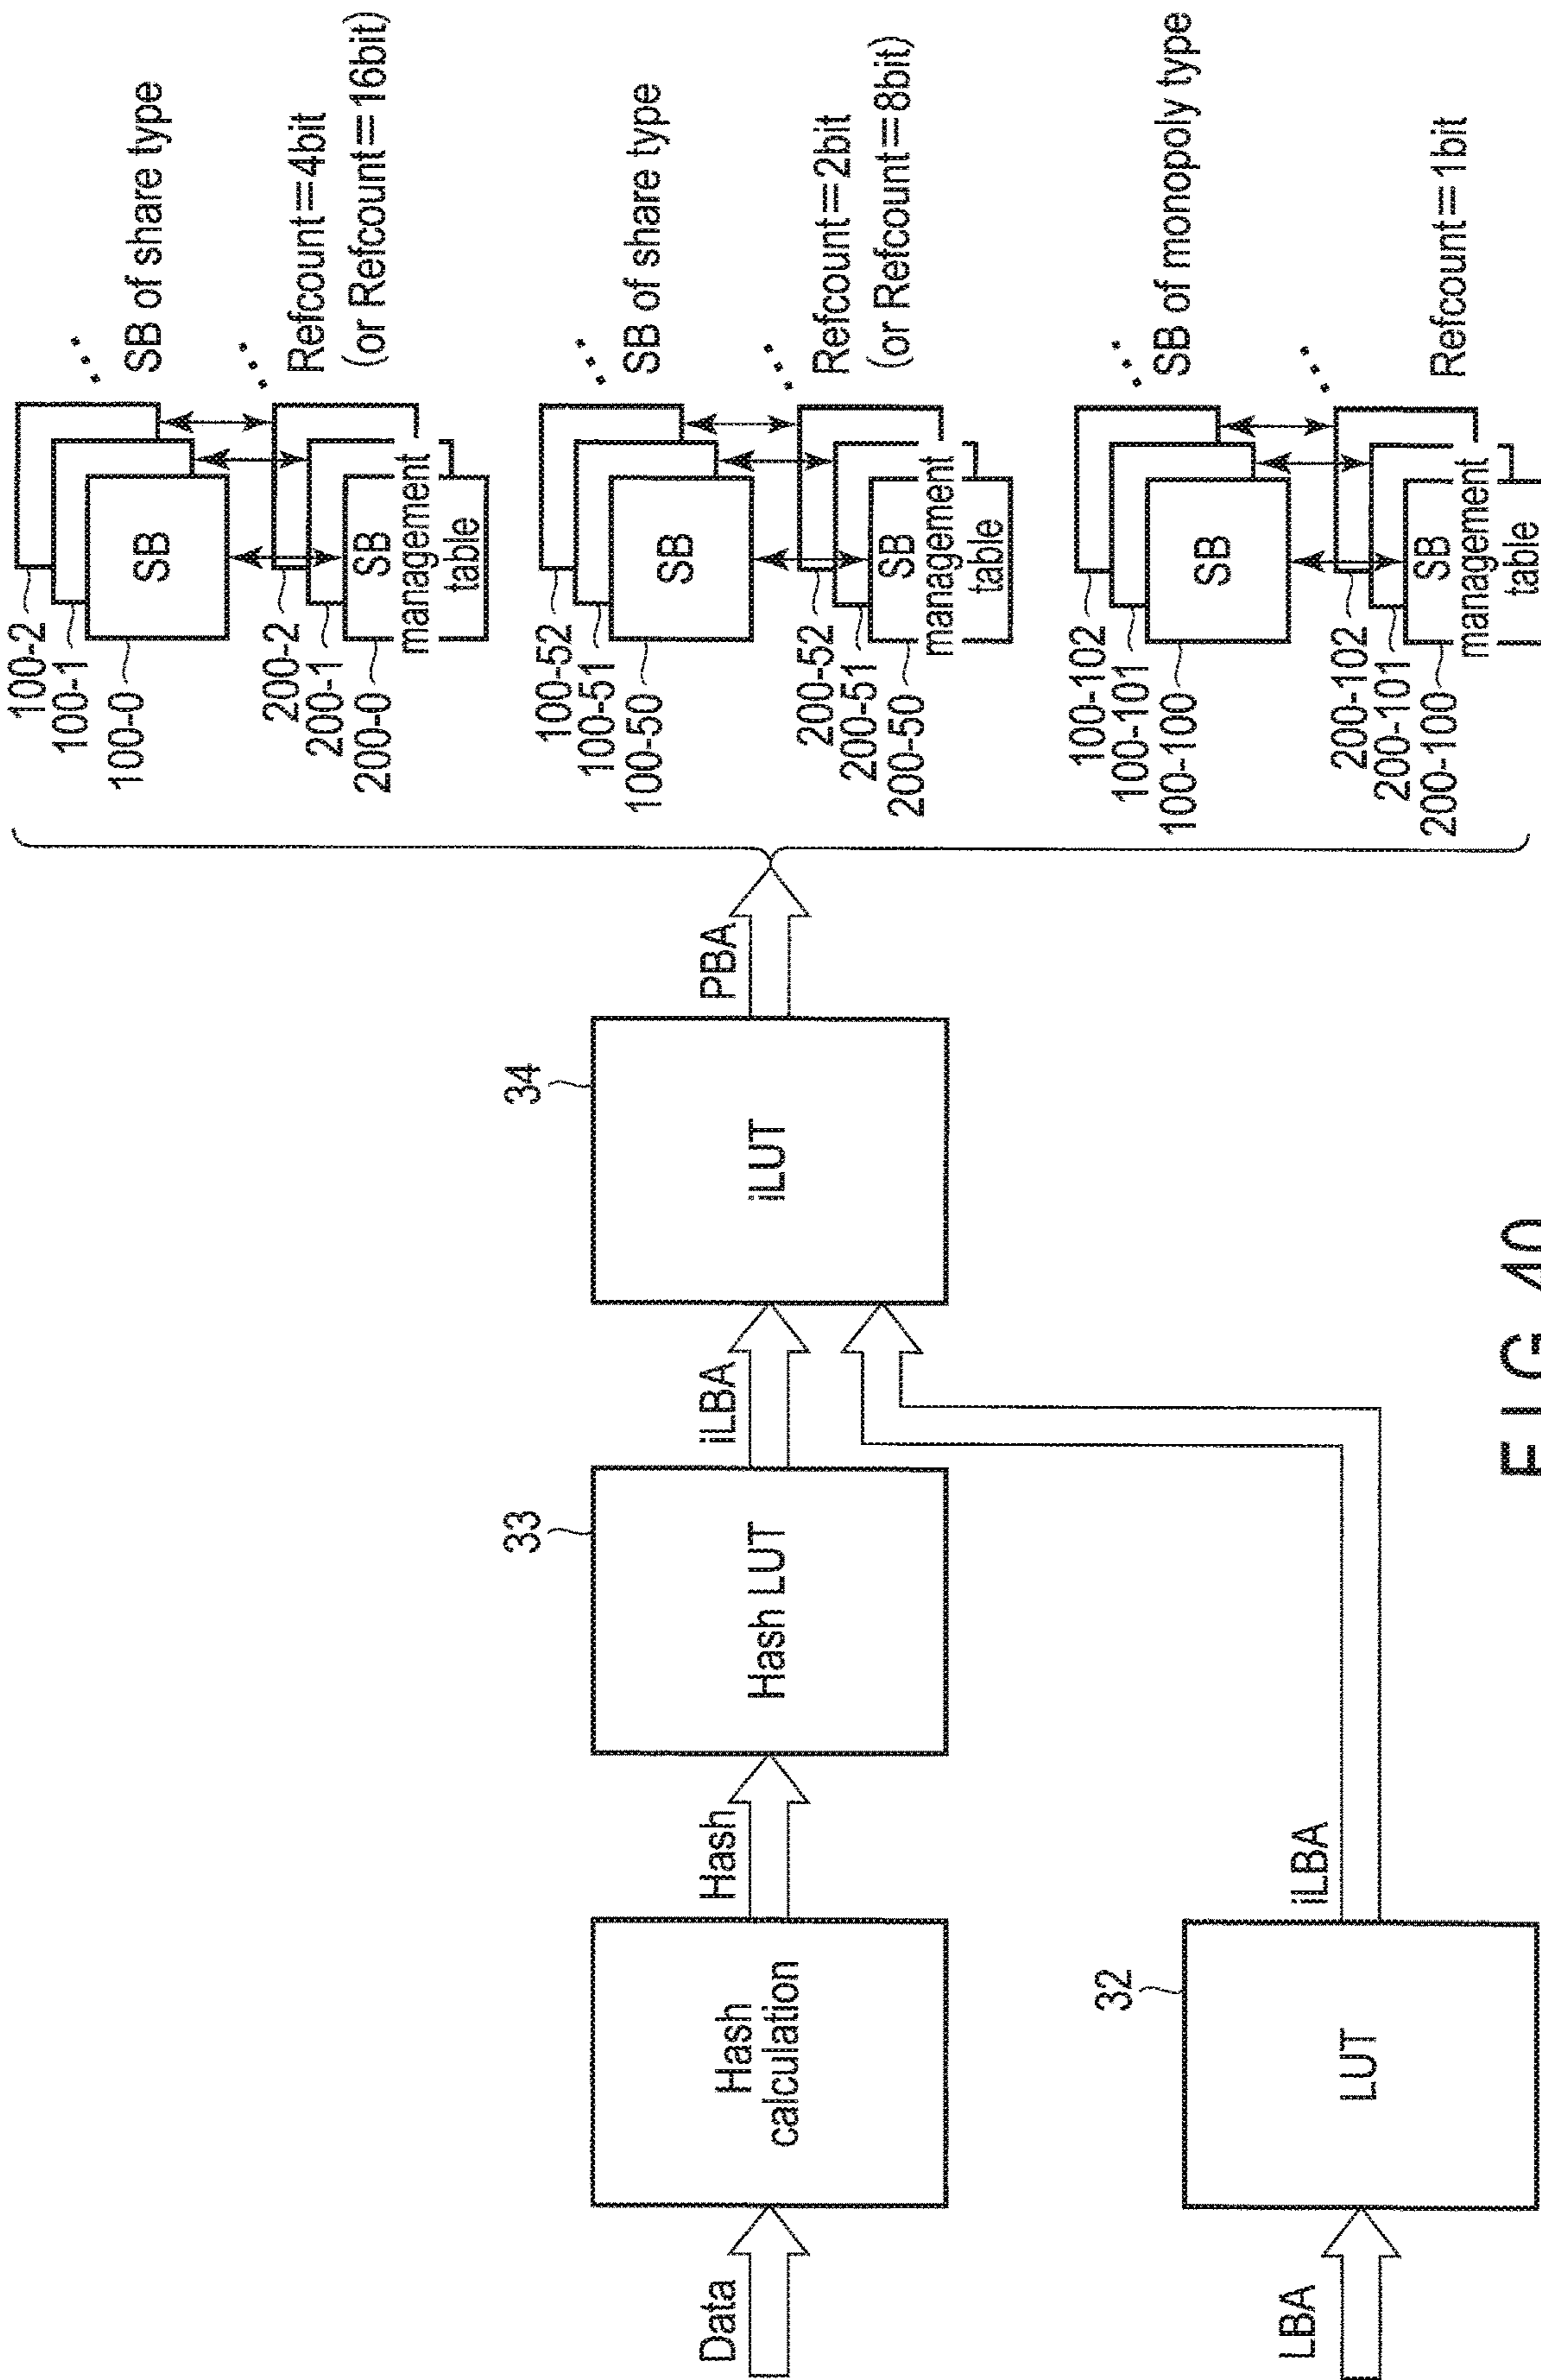 Data
Hash
calculation
Hash
33
Hash LUT
iLBA
34
iLUT
PBA
LBA
32
LUT
iLBA
100-2
100-1
100-0
SB
SB of share type
200-2
200-1
200-0
SB
management
table
Refcount=4bit
(or Refcount=16bit)
100-52
100-51
100-50
SB
SB of share type
200-52
200-51
200-50
SB
management
table
Refcount=2bit
(or Refcount=8bit)
100-102
100-101
100-100
SB
SB of monopoly type
200-102
200-101
200-100
SB
management
table
Refcount=1bit
FIG. 40